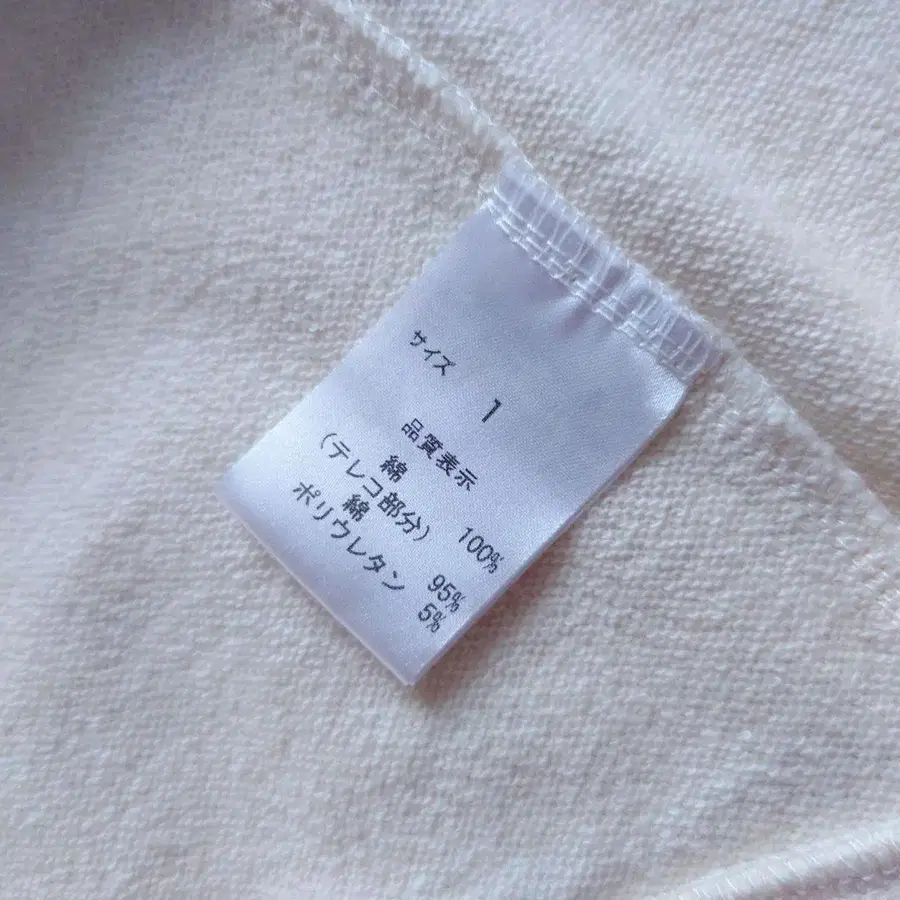 サイズ
1
品質表示
綿 100%
(テレコ部分)
綿 95%
ポリウレタン 5%